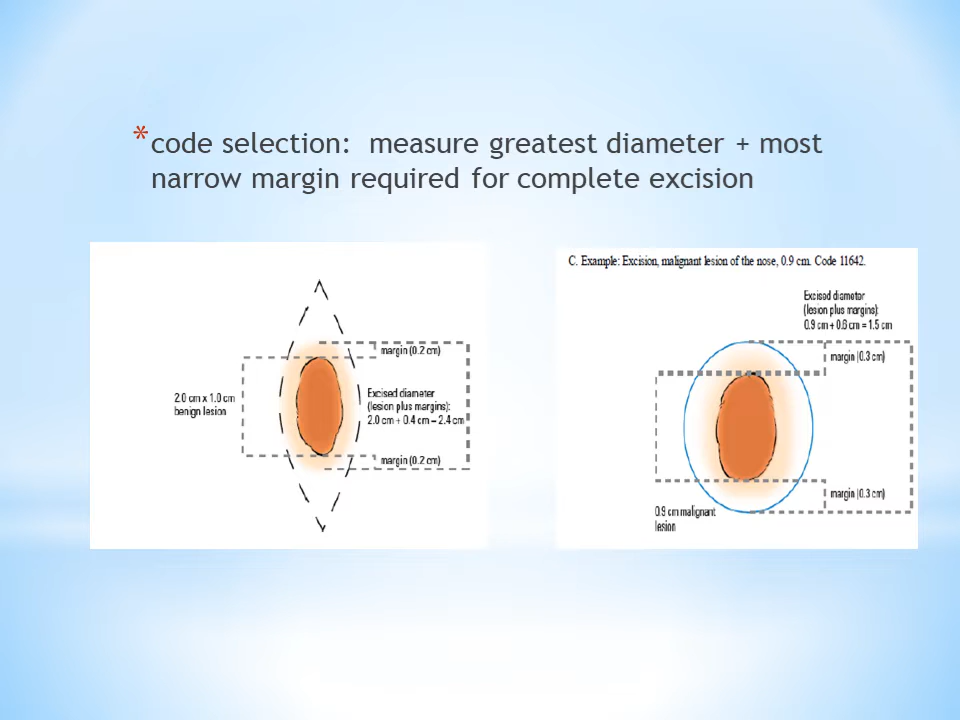 * code selection:  measure greatest diameter + most
narrow margin required for complete excision
margin (0.2 cm)
2.0 cm x 1.0 cm
benign lesion
Excised diameter
(lesion plus margins):
2.0 cm + 0.4 cm = 2.4 cm
margin (0.2 cm)
C. Example: Excision, malignant lesion of the nose, 0.9 cm. Code 11642.
Excised diameter
(lesion plus margins):
0.9 cm + 0.6 cm = 1.5 cm
margin (0.3 cm)
margin (0.3 cm)
0.9 cm malignant
lesion